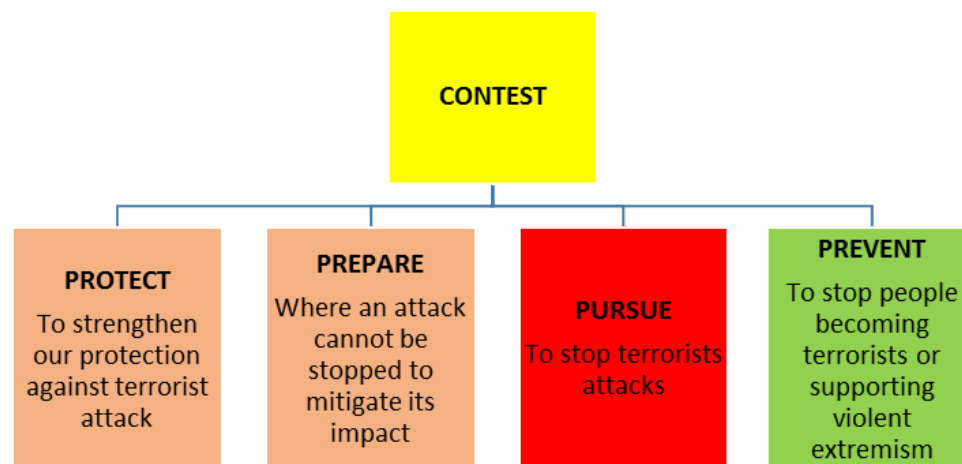 CONTEST
PROTECT
To strengthen
our protection
against terrorist
attack
PREPARE
Where an attack
cannot be
stopped to
mitigate its
impact
PURSUE
To stop terrorists
attacks
PREVENT
To stop people
becoming
terrorists or
supporting
violent
extremism